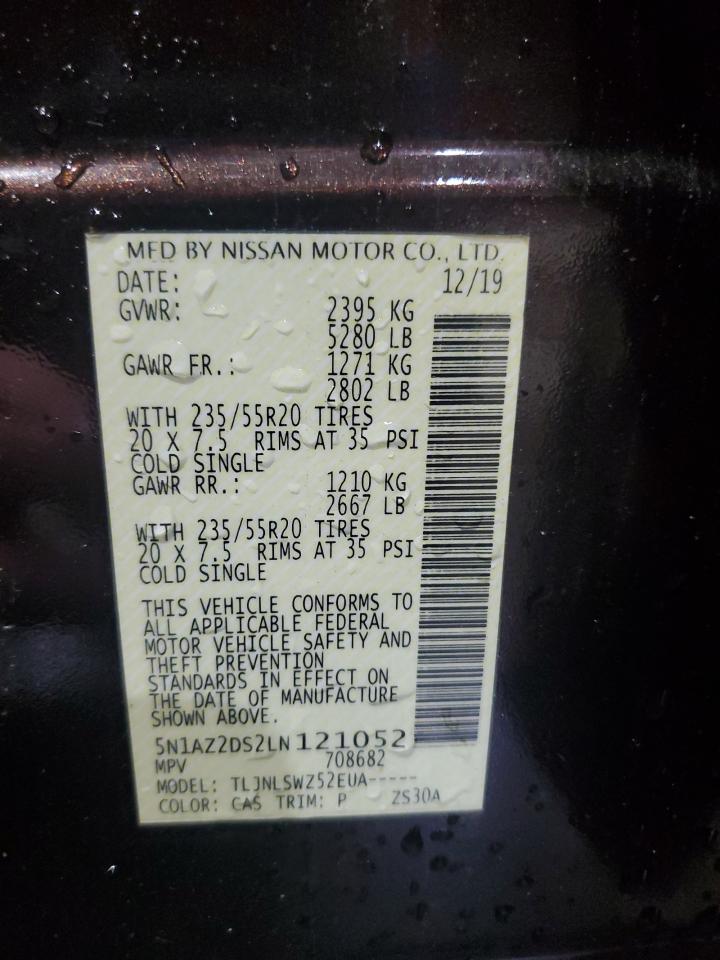 MFD BY NISSAN MOTOR CO., LTD.
DATE: 12/19
GVWR: 2395 KG
5280 LB
GAWR FR.: 1271 KG
2802 LB
WITH 235/55R20 TIRES
20 X 7.5 RIMS AT 35 PSI
COLD SINGLE
GAWR RR.: 1210 KG
2667 LB
WITH 235/55R20 TIRES
20 X 7.5 RIMS AT 35 PSI
COLD SINGLE
THIS VEHICLE CONFORMS TO
ALL APPLICABLE FEDERAL
MOTOR VEHICLE SAFETY AND
THEFT PREVENTION
STANDARDS IN EFFECT ON
THE DATE OF MANUFACTURE
SHOWN ABOVE.
5N1AZ2DS2LN121052
MPV 708682
MODEL: TLJNLSWZ52EUA-----
COLOR: CAS TRIM: P ZS30A